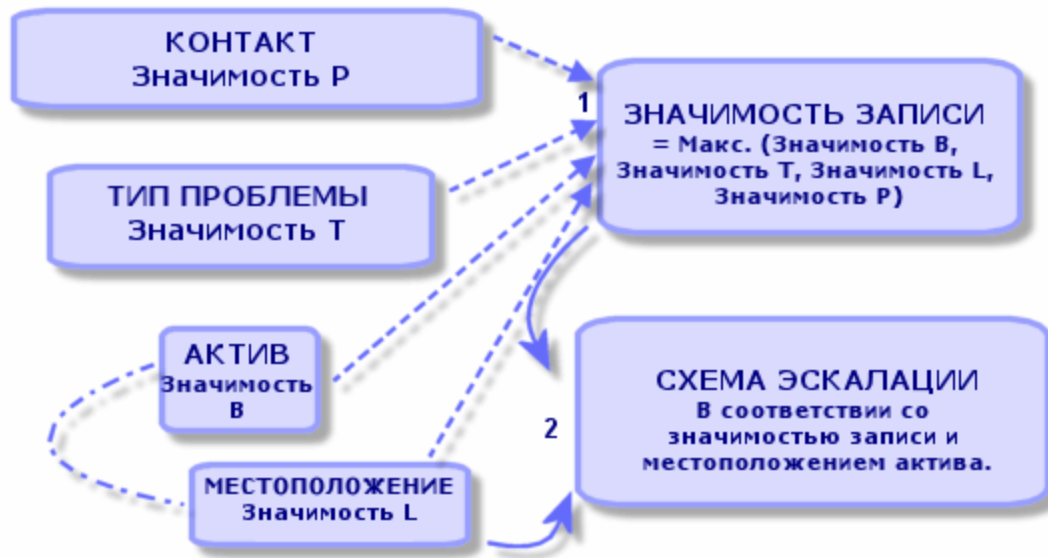 КОНТАКТ
Значимость P
1
ЗНАЧИМОСТЬ ЗАПИСИ
= Макс. (Значимость B,
Значимость T, Значимость L,
Значимость P)
ТИП ПРОБЛЕМЫ
Значимость T
АКТИВ
Значимость
B
2
СХЕМА ЭСКАЛАЦИИ
В соответствии со
значимостью записи и
местоположением актива.
МЕСТОПОЛОЖЕНИЕ
Значимость L